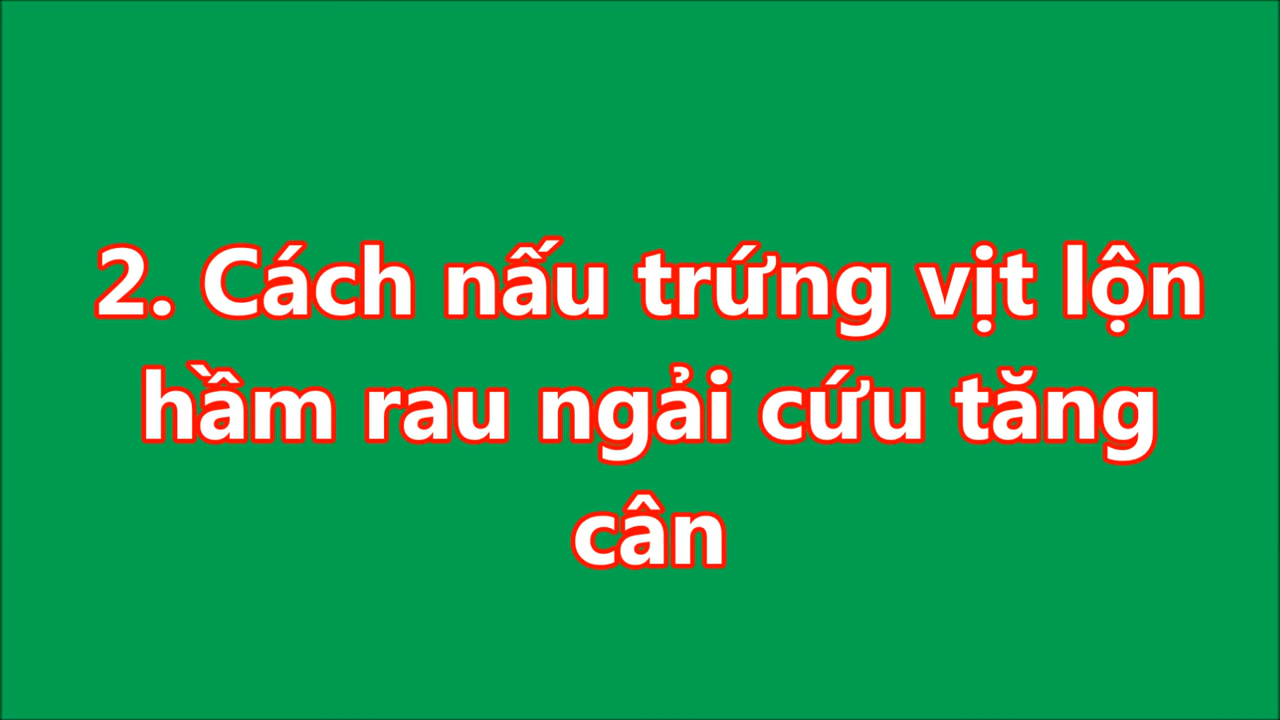 2. Cách nấu trứng vịt lộn
hầm rau ngải cứu tăng
cân